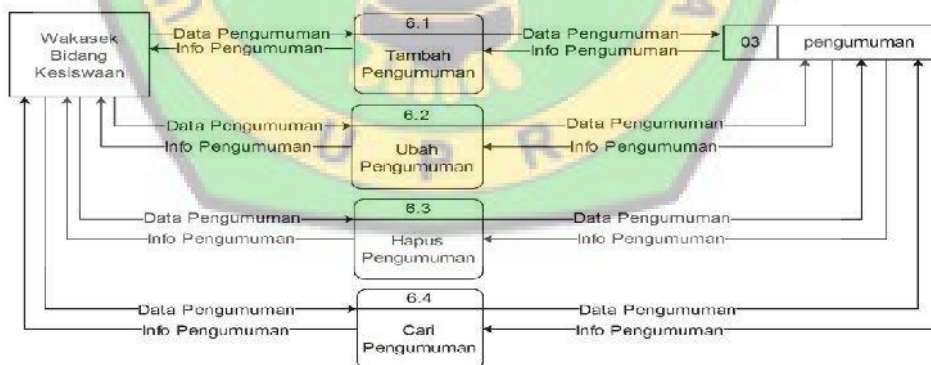 Wakasek
Bidang
Kesiswaan
Data Pengumuman
Info Pengumuman
6.1
Tambah
Pengumuman
Data Pengumuman
Info Pengumuman
03 pengumuman
Data Pengumuman
Info Pengumuman
6.2
Ubah
Pengumuman
Data Pengumuman
Info Pengumuman
Data Pengumuman
Info Pengumuman
6.3
Hapus
Pengumuman
Data Pengumuman
Info Pengumuman
Data Pengumuman
Info Pengumuman
6.4
Cari
Pengumuman
Data Pengumuman
Info Pengumuman
U P R